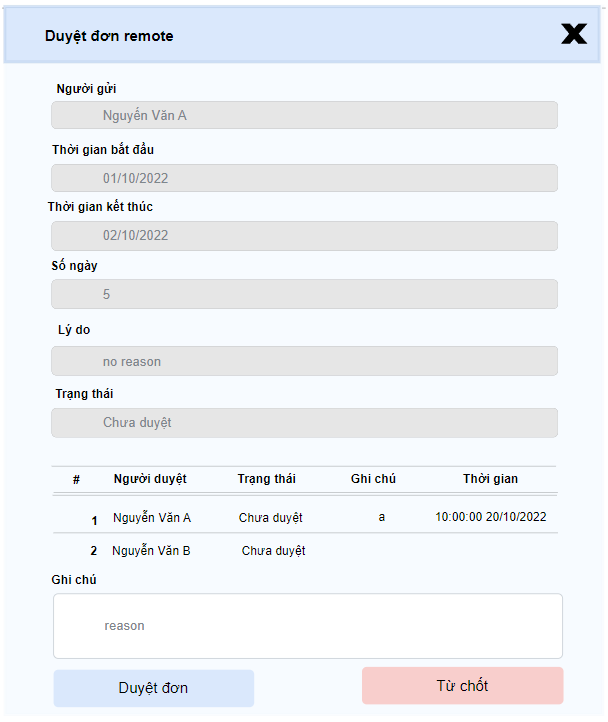 Duyệt đơn remote
X
Người gửi
Nguyến Văn A
Thời gian bắt đầu
01/10/2022
Thời gian kết thúc
02/10/2022
Số ngày
5
Lý do
no reason
Trạng thái
Chưa duyệt
# Người duyệt Trạng thái Ghi chú Thời gian
1 Nguyễn Văn A Chưa duyệt a 10:00:00 20/10/2022
2 Nguyễn Văn B Chưa duyệt
Ghi chú
reason
Duyệt đơn Từ chốt